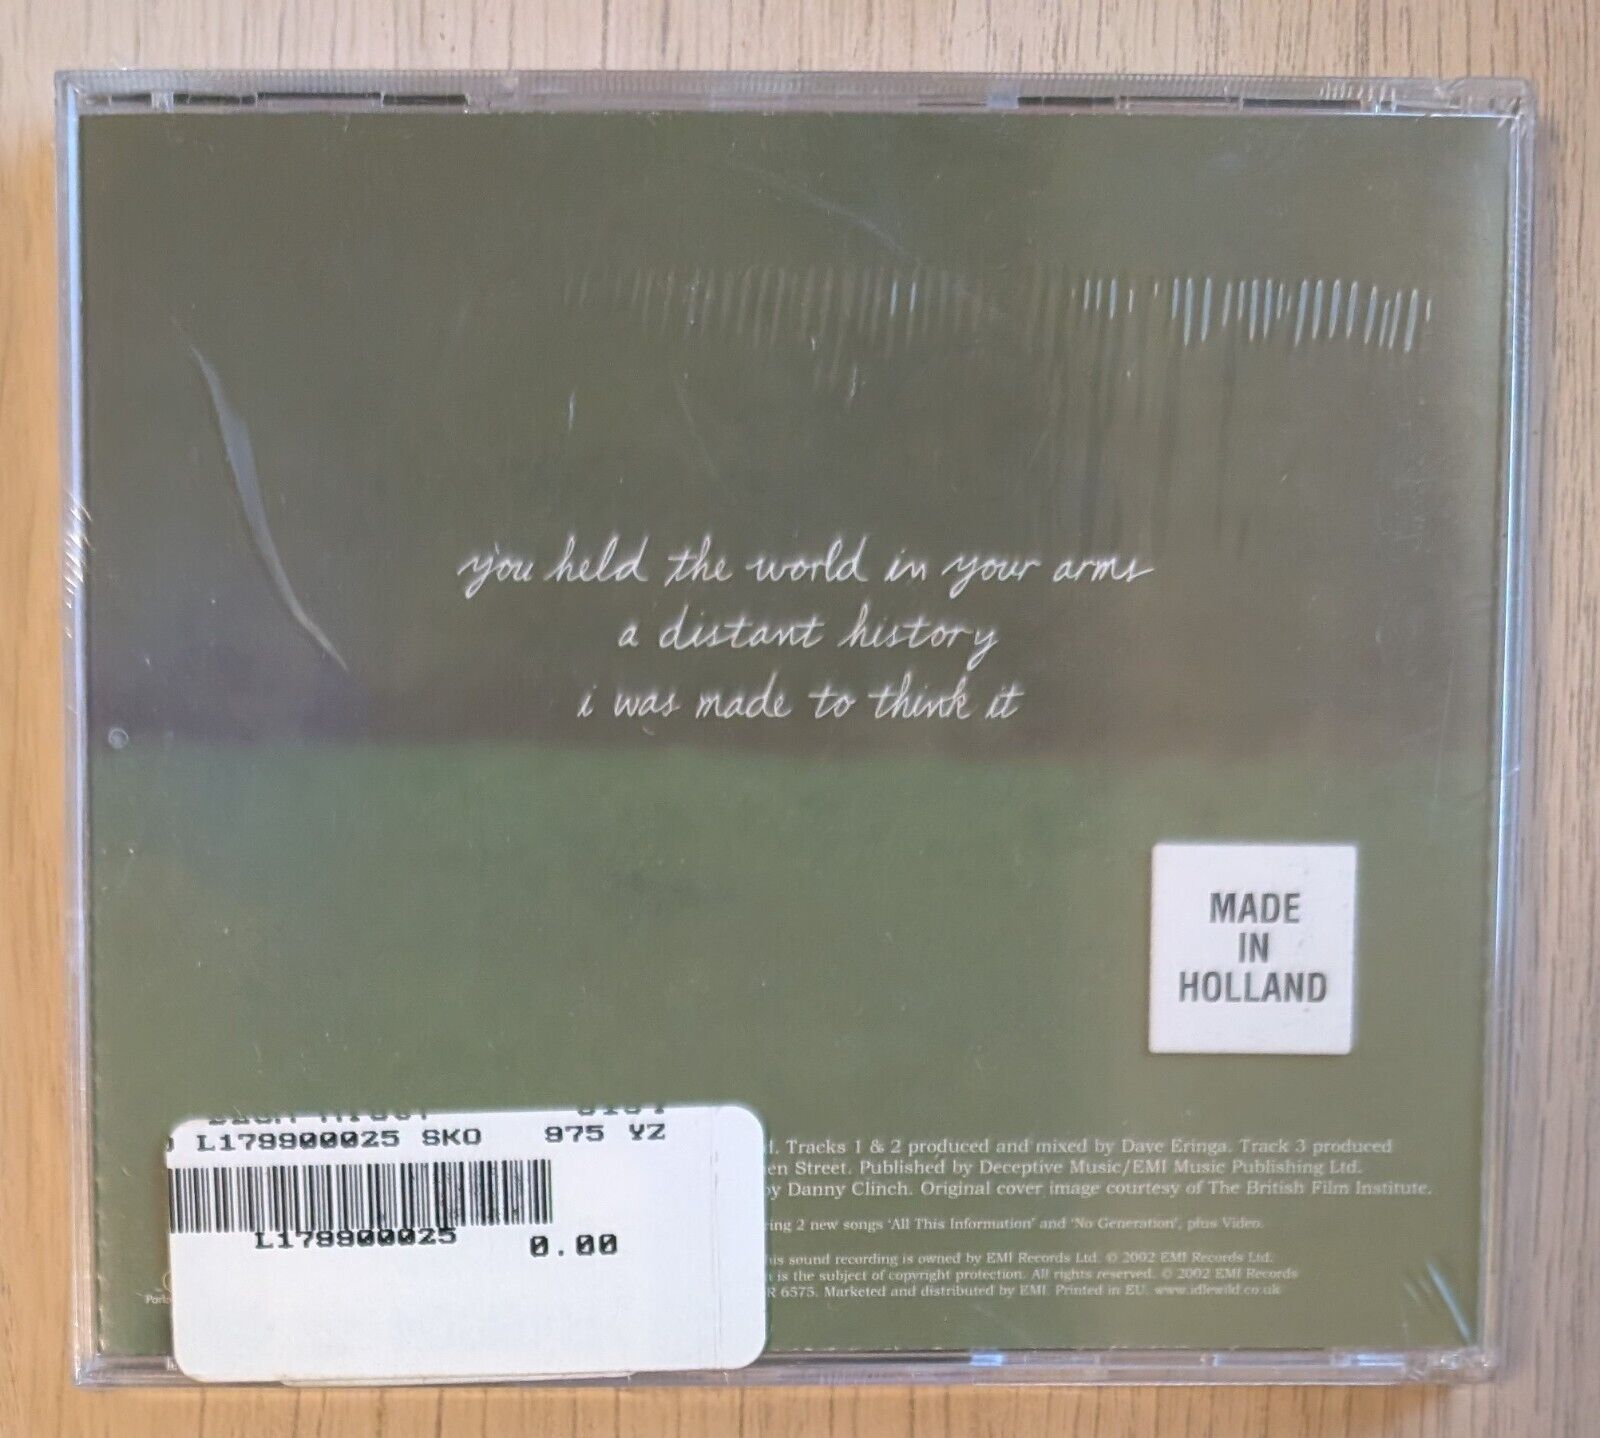 you held the world in your arms
a distant history
i was made to think it
MADE
IN
HOLLAND
L179900025 SKO 975 YZ
L179900025
0.00
Tracks 1 & 2 produced and mixed by Dave Eringa. Track 3 produced
Street. Published by Deceptive Music/EMI Music Publishing Ltd.
by Danny Clinch. Original cover image courtesy of The British Film Institute.
2 new songs 'All This Information' and 'No Generation', plus Video.
sound recording is owned by EMI Records Ltd. © 2002 EMI Records Ltd.
is the subject of copyright protection. All rights reserved. © 2002 EMI Records
R 6575. Marketed and distributed by EMI. Printed in EU. www.idlewild.co.uk